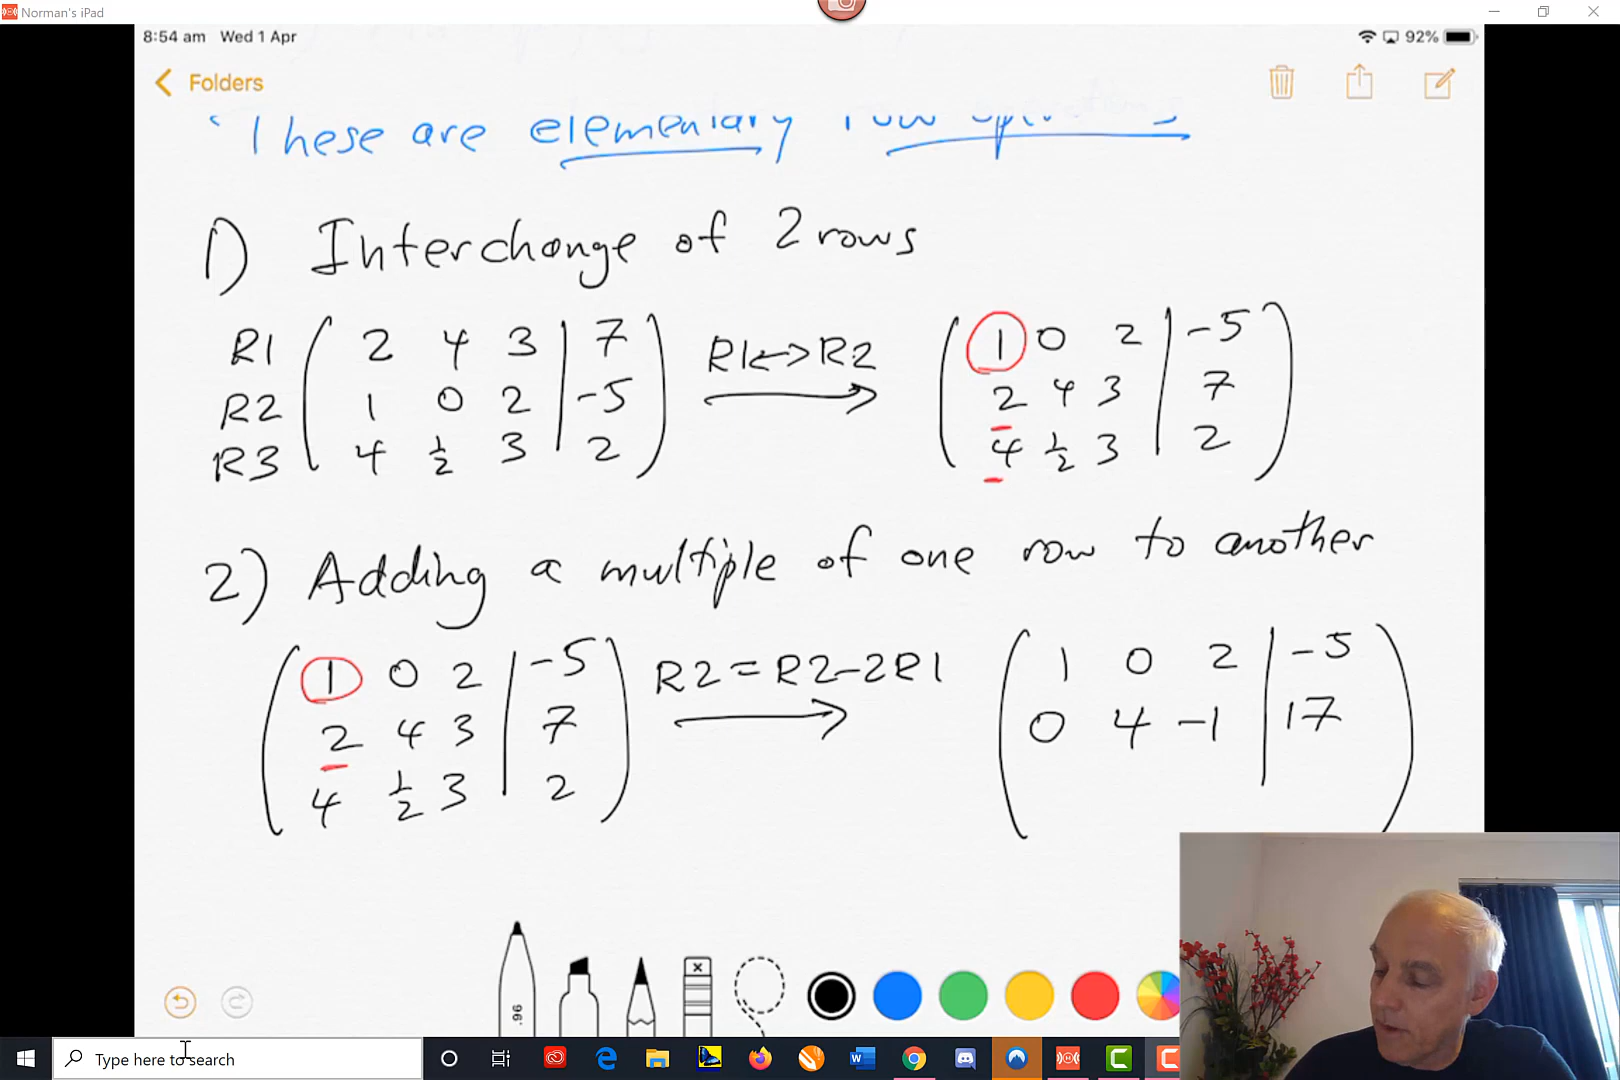 Norman's iPad
8:54 am Wed 1 Apr
92%
Folders
These are elementary row operations
1) Interchange of 2 rows
R1 ( 2 4 3 | 7 ) R1<->R2 ( 1 0 2 | -5 )
R2 ( 1 0 2 | -5 ) ( 2 4 3 | 7 )
R3 ( 4 1/2 3 | 2 ) ( 4 1/2 3 | 2 )
2) Adding a multiple of one row to another
( 1 0 2 | -5 ) R2=R2-2R1 ( 1 0 2 | -5 )
( 2 4 3 | 7 ) ( 0 4 -1 | 17 )
( 4 1/2 3 | 2 )
96
Type here to search